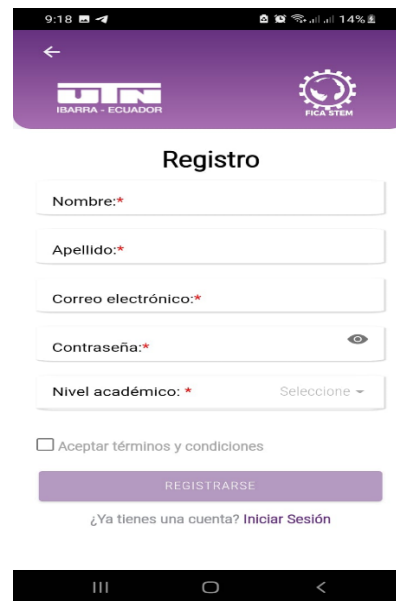 9:18 14%
UTN
IBARRA - ECUADOR
FICA STEM
Registro
Nombre:*
Apellido:*
Correo electrónico:*
Contraseña:*
Nivel académico: * Seleccione
Aceptar términos y condiciones
REGISTRARSE
¿Ya tienes una cuenta? Iniciar Sesión